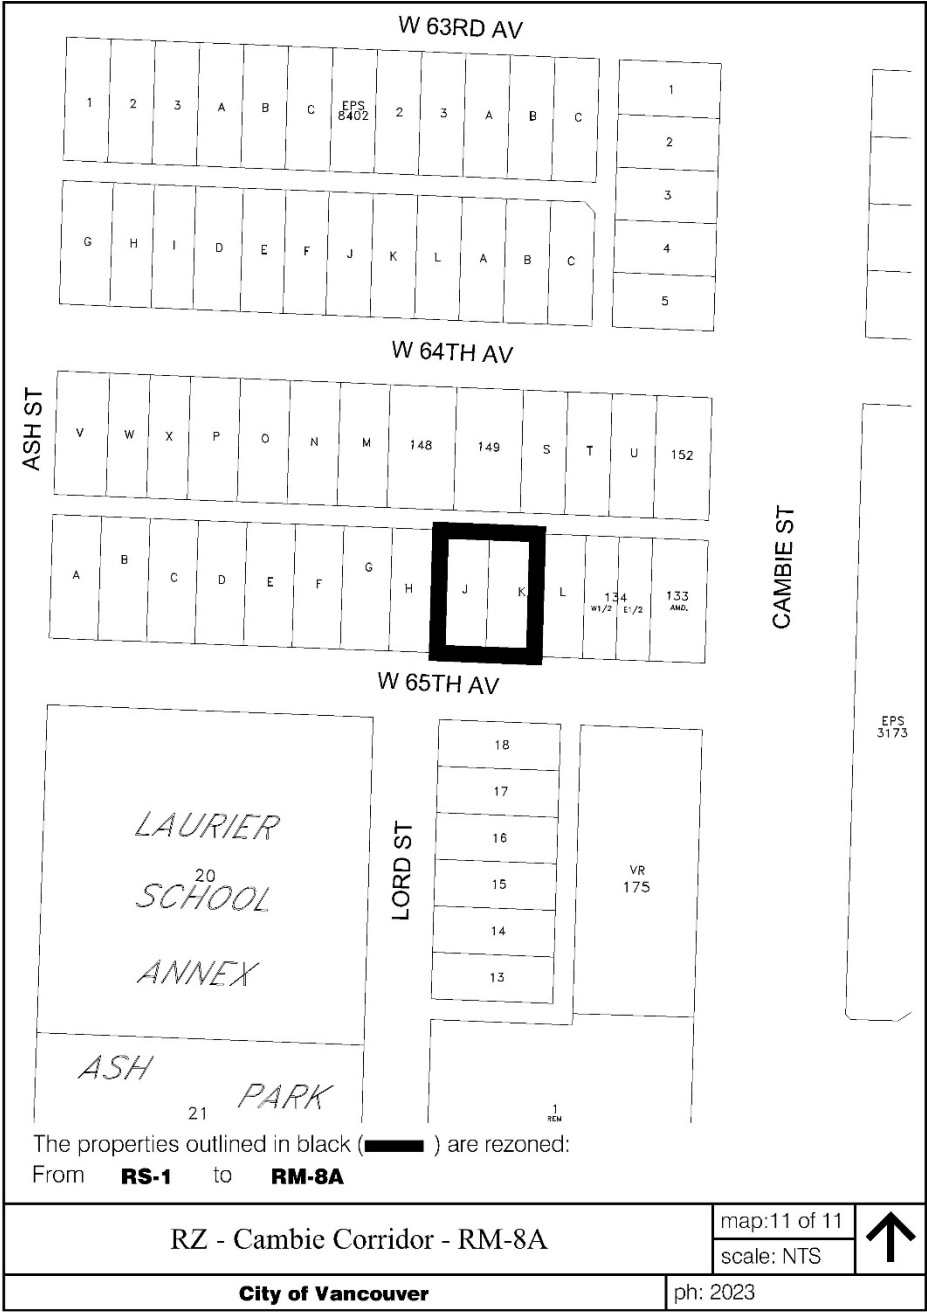 W 63RD AV
1 2 3 A B C EPS 8402 2 3 A B C
1
2
3
4
5
G H I D E F J K L A B C
W 64TH AV
ASH ST
V W X P O N M 148 149 S T U 152
CAMBIE ST
A B C D E F G H J K L 134 W1/2 E1/2 133 AMD.
W 65TH AV
EPS
3173
18
17
16
15
14
13
LORD ST
VR
175
LAURIER
20
SCHOOL
ANNEX
ASH
PARK
21
1
REM
The properties outlined in black ( ) are rezoned:
From RS-1 to RM-8A
RZ - Cambie Corridor - RM-8A
map:11 of 11
scale: NTS
City of Vancouver
ph: 2023